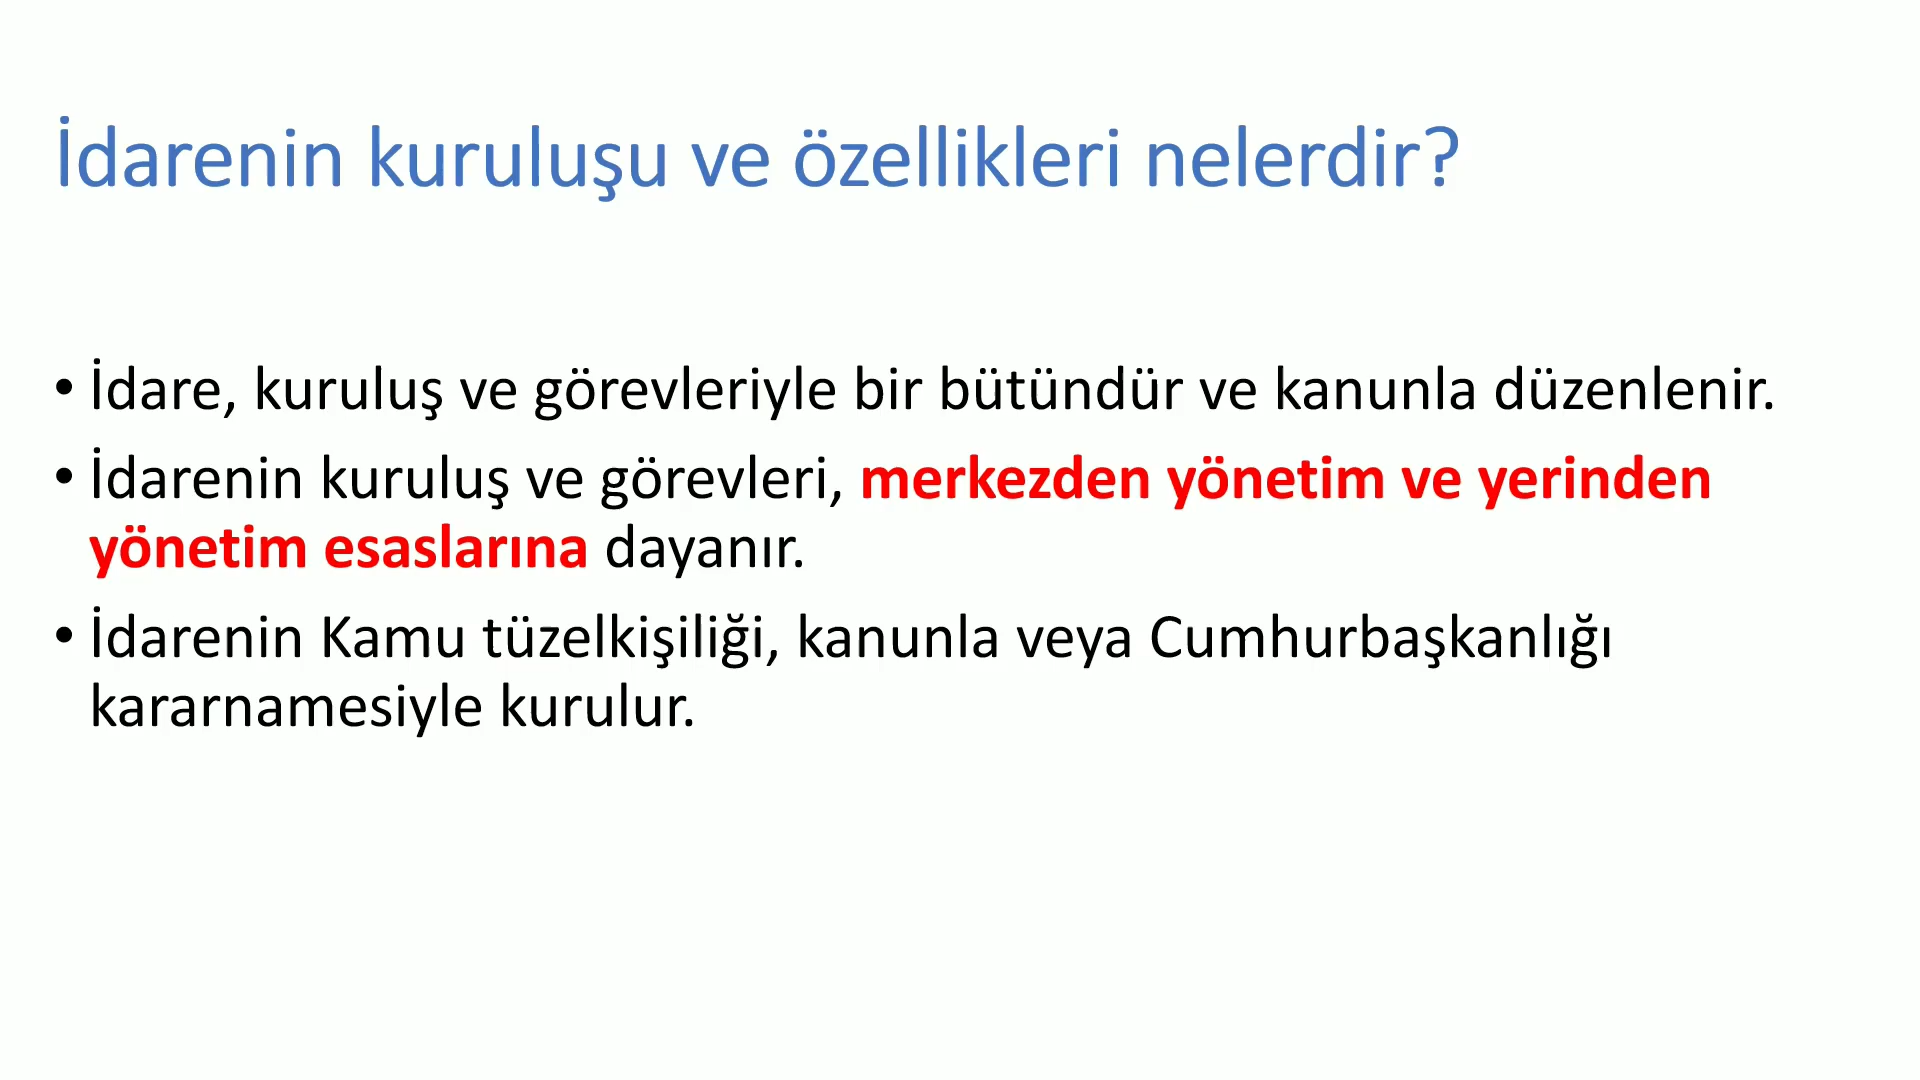 İdarenin kuruluşu ve özellikleri nelerdir?
• İdare, kuruluş ve görevleriyle bir bütündür ve kanunla düzenlenir.
• İdarenin kuruluş ve görevleri, merkezden yönetim ve yerinden
yönetim esaslarına dayanır.
• İdarenin Kamu tüzelkişiliği, kanunla veya Cumhurbaşkanlığı
kararnamesiyle kurulur.